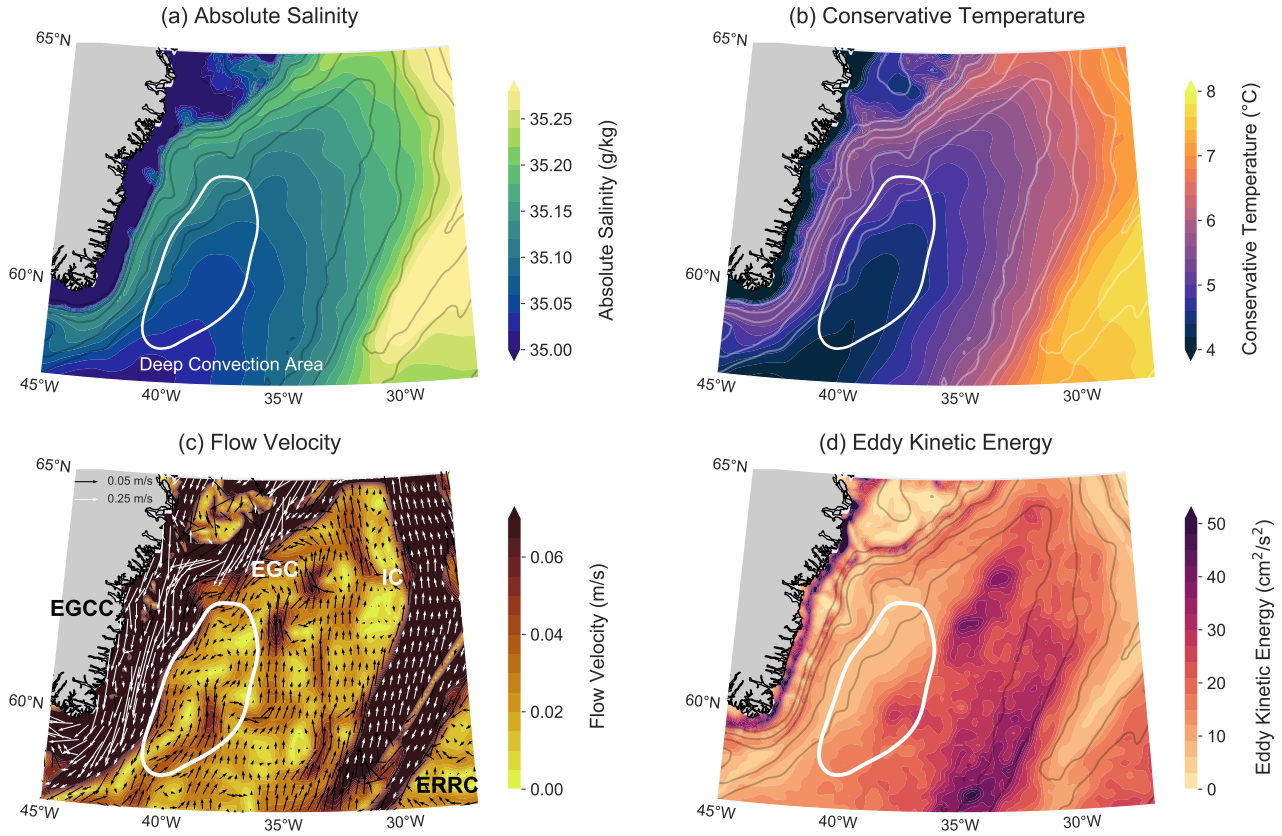 (a) Absolute Salinity
65°N
60°N
45°W
40°W
35°W
30°W
Deep Convection Area
35.25
35.20
35.15
35.10
35.05
35.00
Absolute Salinity (g/kg)
(b) Conservative Temperature
65°N
60°N
45°W
40°W
35°W
30°W
8
7
6
5
4
Conservative Temperature (°C)
(c) Flow Velocity
65°N
0.05 m/s
0.25 m/s
EGC
IC
EGCC
60°N
ERRC
45°W
40°W
35°W
30°W
0.06
0.04
0.02
0.00
Flow Velocity (m/s)
(d) Eddy Kinetic Energy
65°N
60°N
45°W
40°W
35°W
30°W
50
40
30
20
10
0
Eddy Kinetic Energy (cm²/s²)